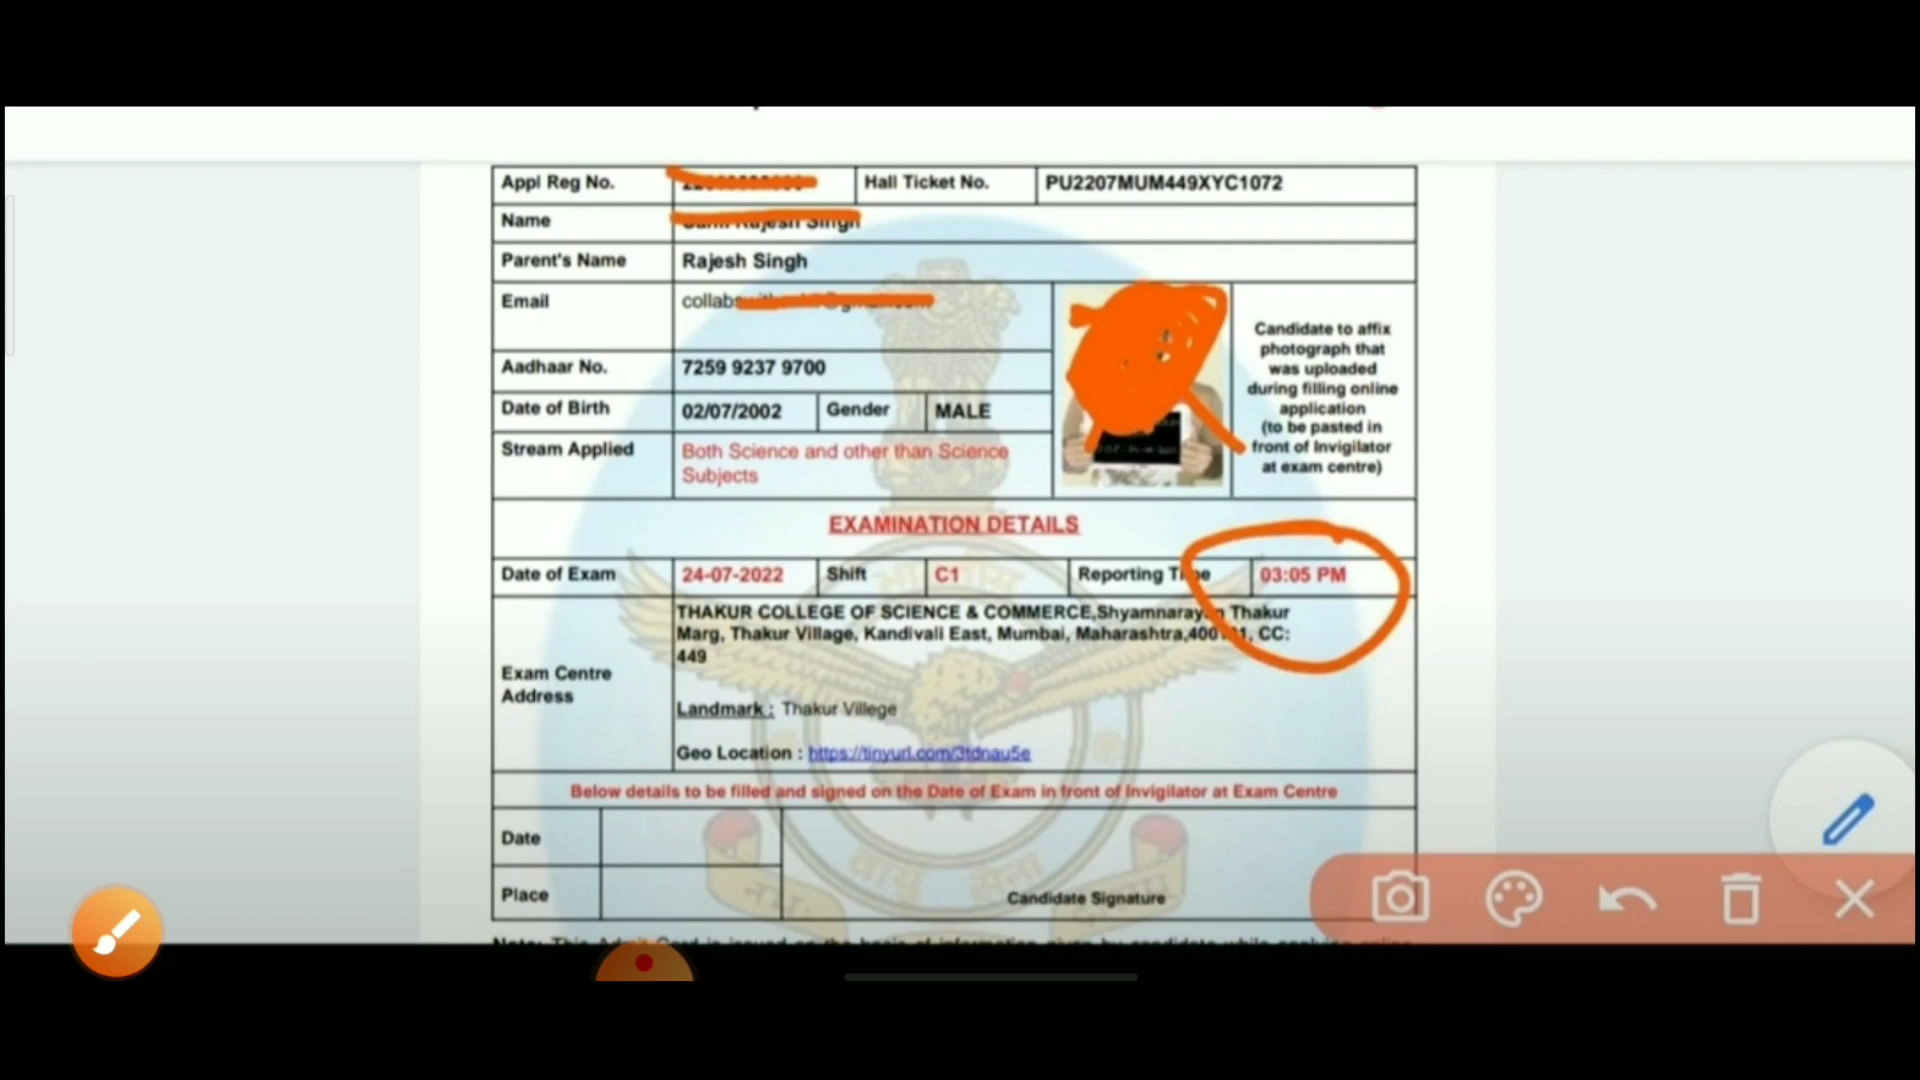 Appl Reg No. Hall Ticket No. PU2207MUM449XYC1072
Name Rajesh Singh
Parent's Name Rajesh Singh
Email
Aadhaar No. 7259 9237 9700
Date of Birth 02/07/2002 Gender MALE
Stream Applied Both Science and other than Science
Subjects
Candidate to affix
photograph that
was uploaded
during filling online
application
(to be pasted in
front of Invigilator
at exam centre)
EXAMINATION DETAILS
Date of Exam 24-07-2022 Shift C1 Reporting 03:05 PM
Exam Centre
Address
THAKUR COLLEGE OF SCIENCE & COMMERCE, Thakur
Marg, Thakur Village, Kandivali East, Mumbai, Maharashtra, CC:
449
Landmark : Thakur Villege
Geo Location : https://tinyurl.com/3tdnau5e
Below details to be filled and signed on the Date of Exam in front of Invigilator at Exam Centre
Date
Place
Candidate Signature